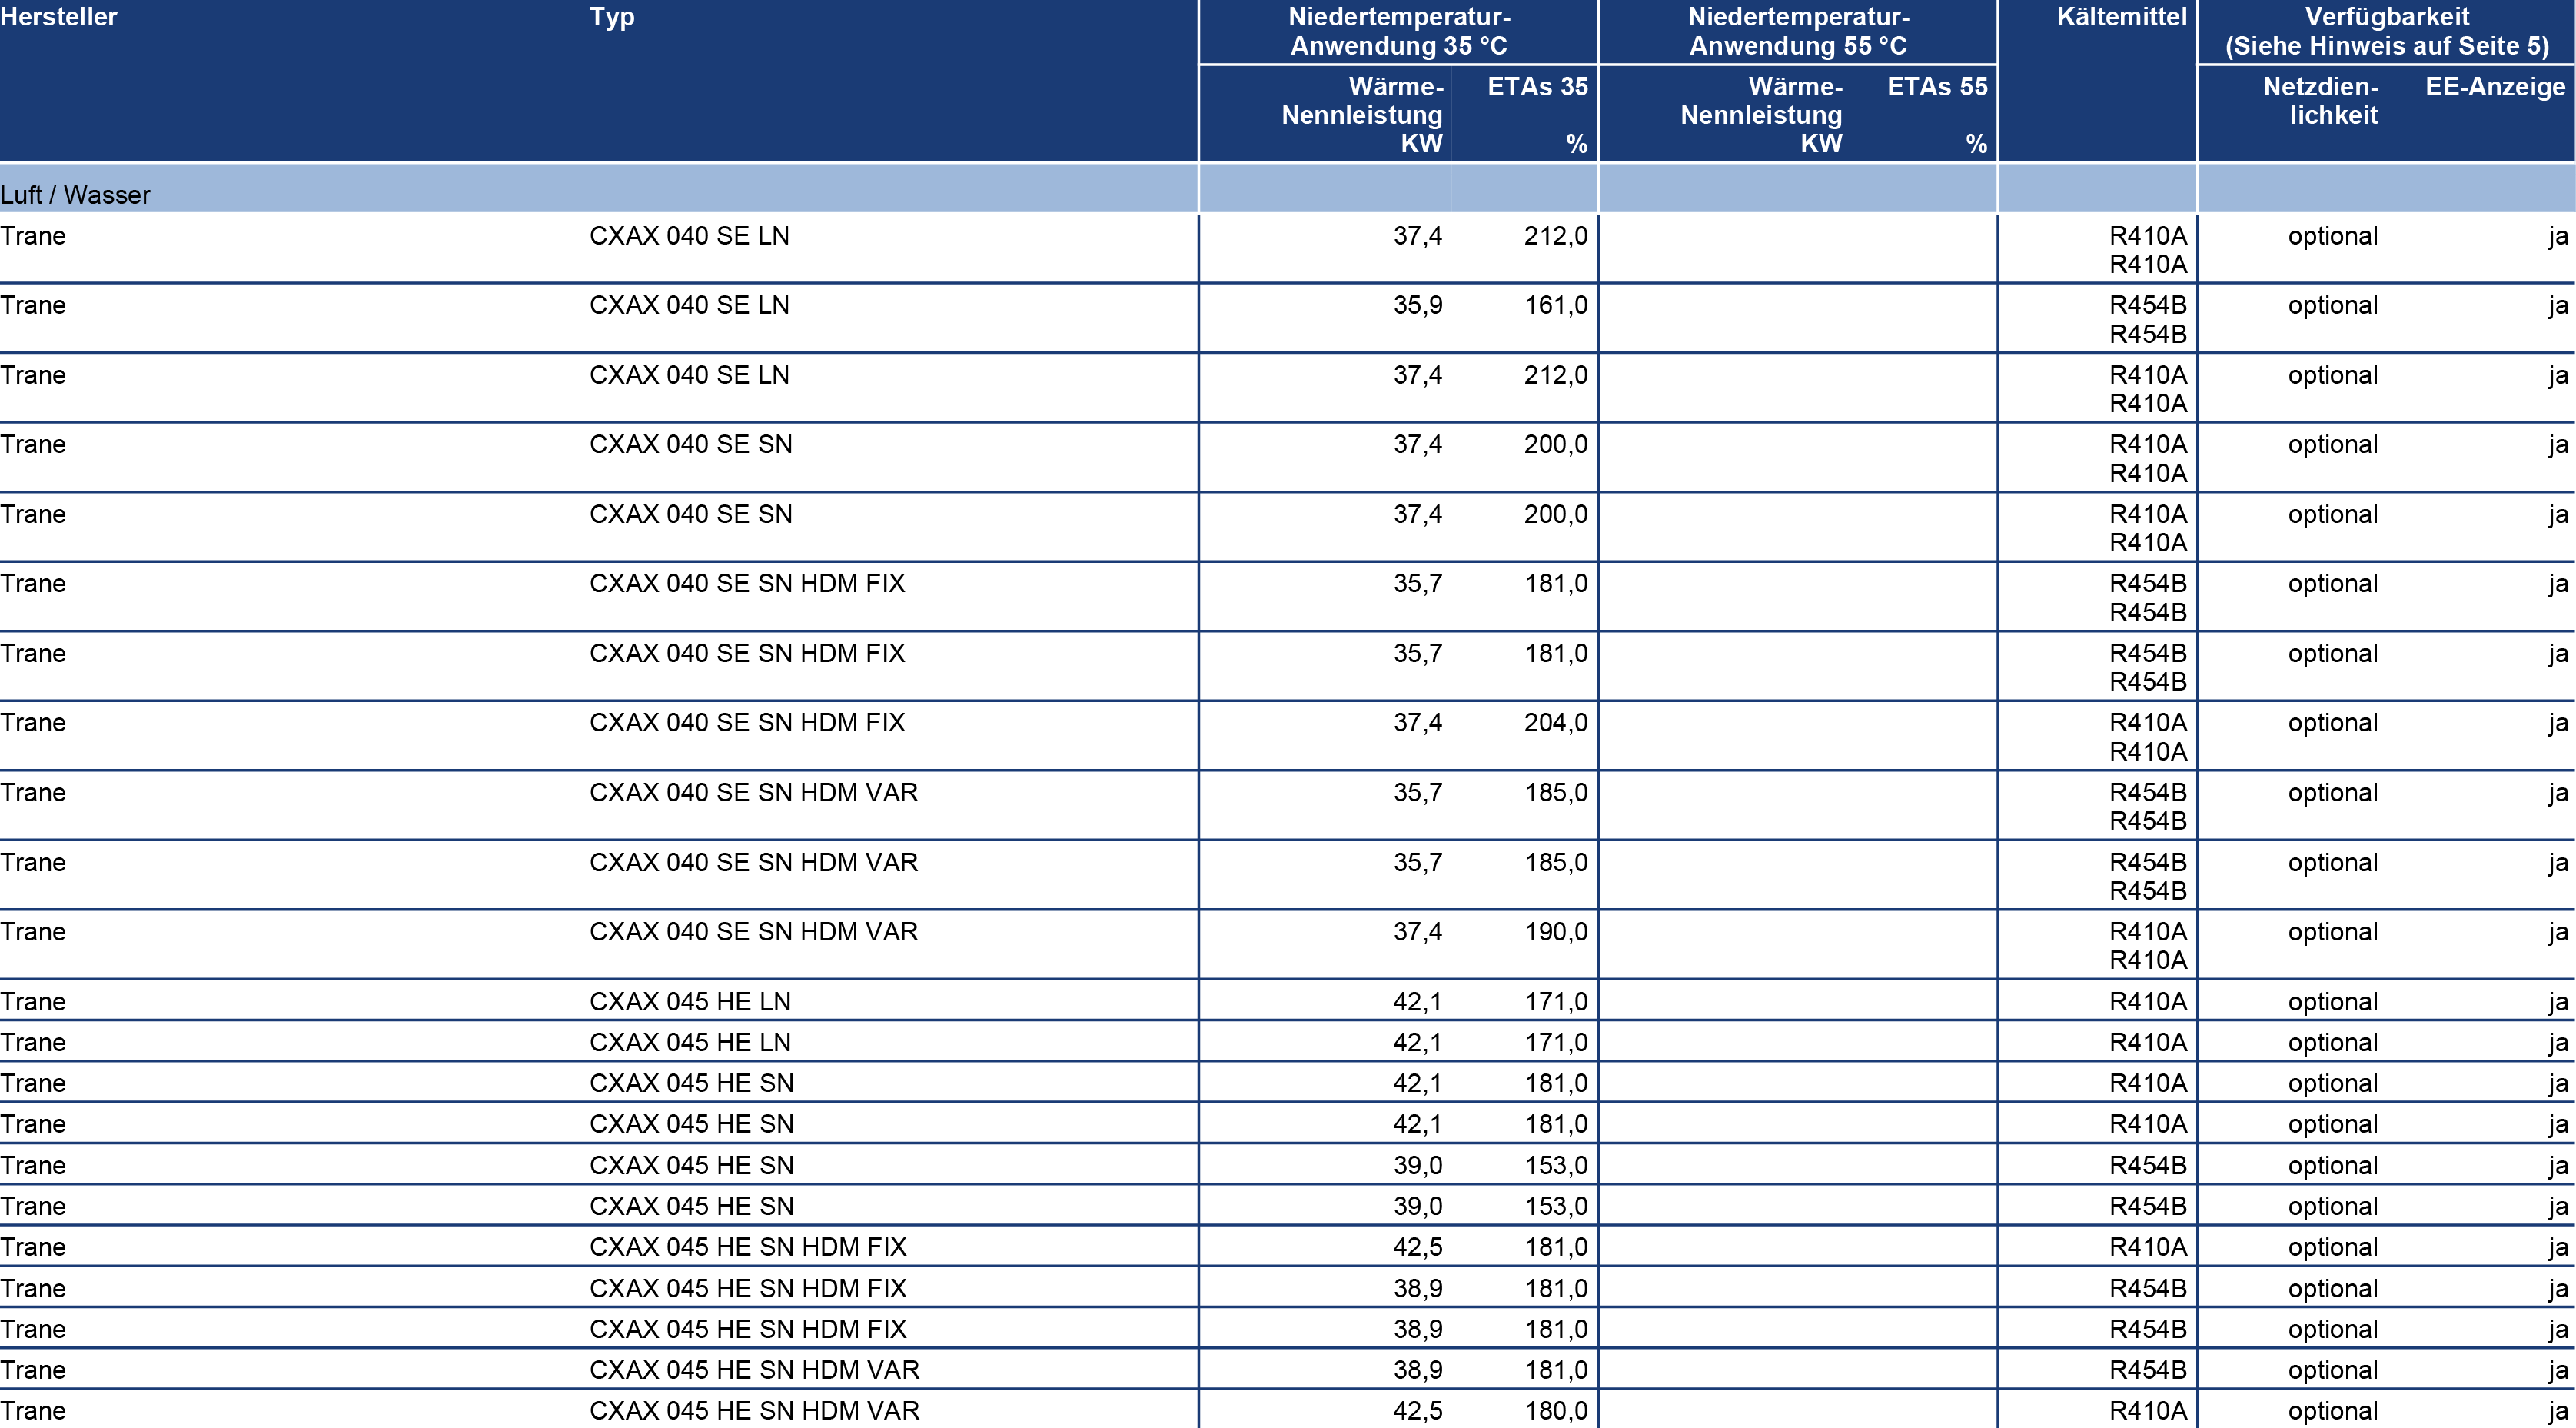 Hersteller Typ Niedertemperatur- Niedertemperatur- Kältemittel Verfügbarkeit
Anwendung 35 °C Anwendung 55 °C (Siehe Hinweis auf Seite 5)
Wärme- ETAs 35 Wärme- ETAs 55 Netzdien- EE-Anzeige
Nennleistung Nennleistung lichkeit
KW % KW %
Luft / Wasser
Trane CXAX 040 SE LN 37,4 212,0 R410A optional ja
R410A
Trane CXAX 040 SE LN 35,9 161,0 R454B optional ja
R454B
Trane CXAX 040 SE LN 37,4 212,0 R410A optional ja
R410A
Trane CXAX 040 SE SN 37,4 200,0 R410A optional ja
R410A
Trane CXAX 040 SE SN 37,4 200,0 R410A optional ja
R410A
Trane CXAX 040 SE SN HDM FIX 35,7 181,0 R454B optional ja
R454B
Trane CXAX 040 SE SN HDM FIX 35,7 181,0 R454B optional ja
R454B
Trane CXAX 040 SE SN HDM FIX 37,4 204,0 R410A optional ja
R410A
Trane CXAX 040 SE SN HDM VAR 35,7 185,0 R454B optional ja
R454B
Trane CXAX 040 SE SN HDM VAR 35,7 185,0 R454B optional ja
R454B
Trane CXAX 040 SE SN HDM VAR 37,4 190,0 R410A optional ja
R410A
Trane CXAX 045 HE LN 42,1 171,0 R410A optional ja
Trane CXAX 045 HE LN 42,1 171,0 R410A optional ja
Trane CXAX 045 HE SN 42,1 181,0 R410A optional ja
Trane CXAX 045 HE SN 42,1 181,0 R410A optional ja
Trane CXAX 045 HE SN 39,0 153,0 R454B optional ja
Trane CXAX 045 HE SN 39,0 153,0 R454B optional ja
Trane CXAX 045 HE SN HDM FIX 42,5 181,0 R410A optional ja
Trane CXAX 045 HE SN HDM FIX 38,9 181,0 R454B optional ja
Trane CXAX 045 HE SN HDM FIX 38,9 181,0 R454B optional ja
Trane CXAX 045 HE SN HDM VAR 38,9 181,0 R454B optional ja
Trane CXAX 045 HE SN HDM VAR 42,5 180,0 R410A optional ja